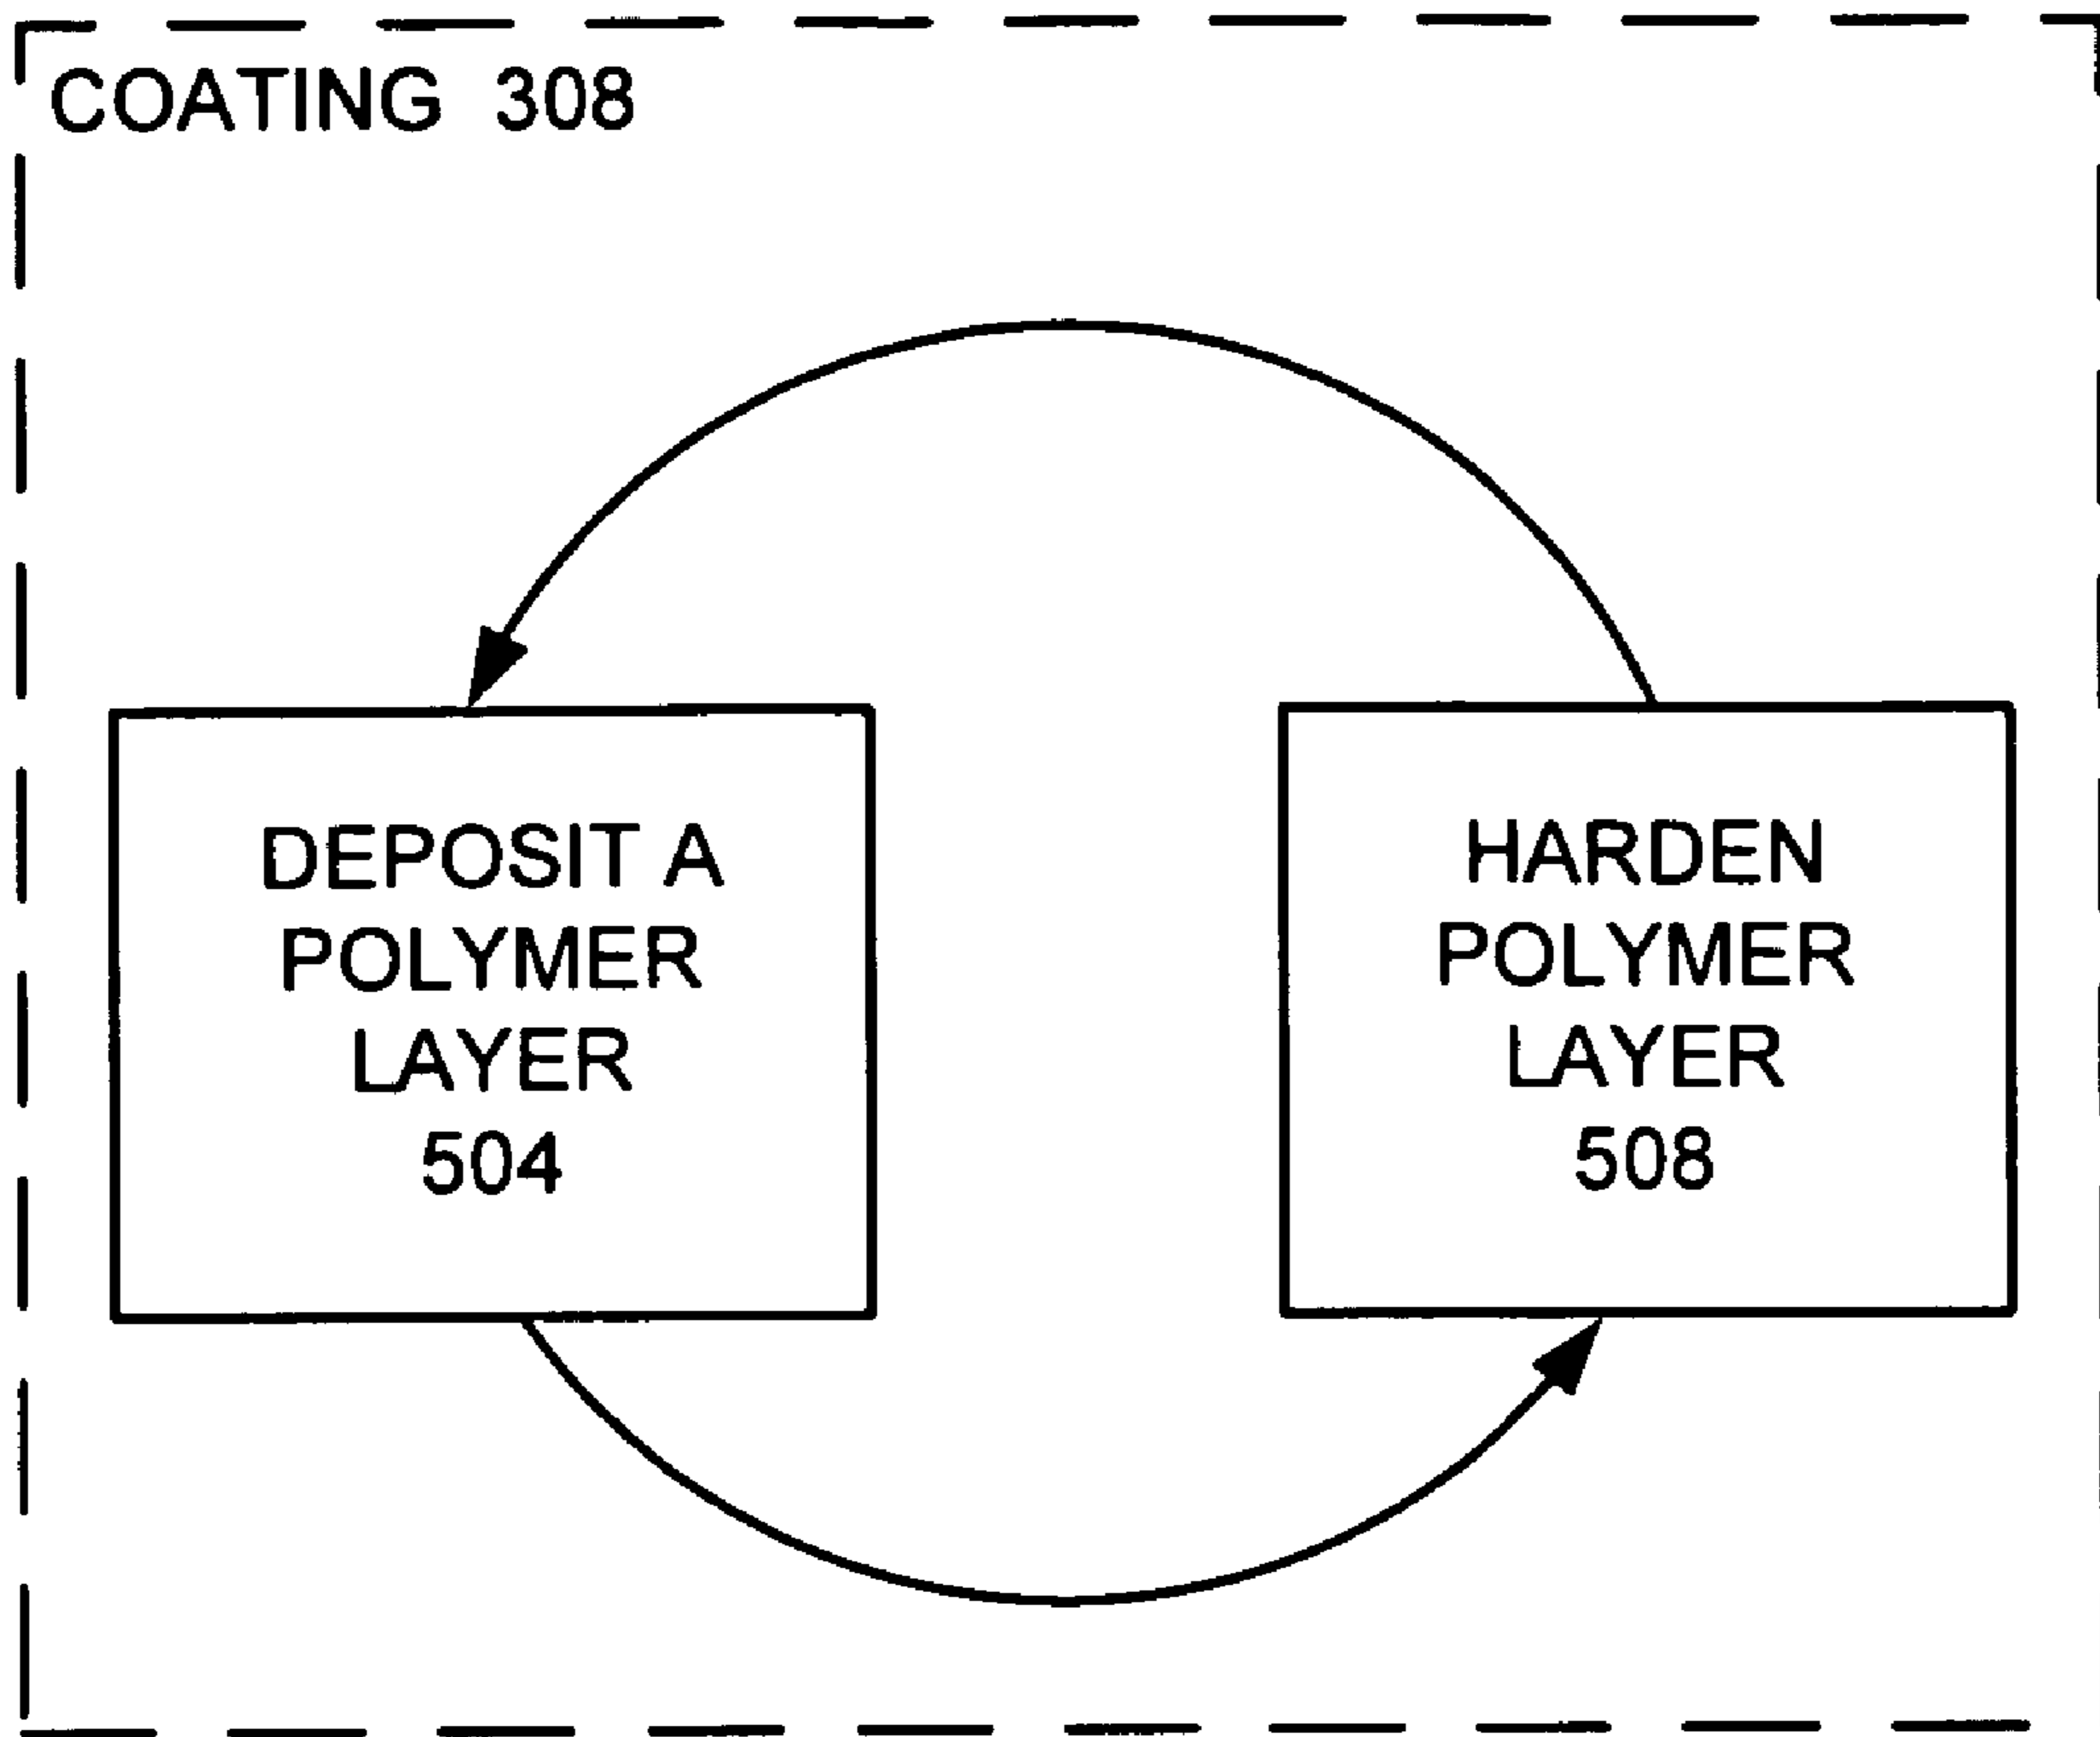 COATING 308
DEPOSIT A
POLYMER
LAYER
504
HARDEN
POLYMER
LAYER
508